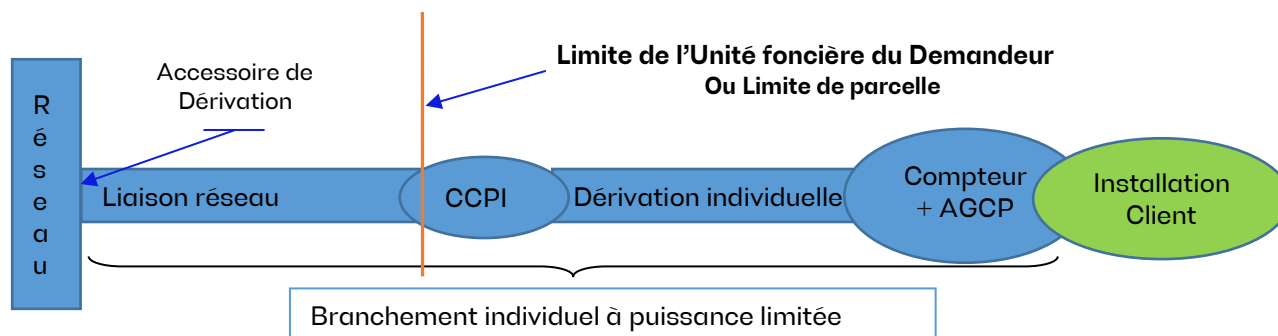 Réseau
Accessoire de
Dérivation
Limite de l’Unité foncière du Demandeur
Ou Limite de parcelle
Liaison réseau
CCPI
Dérivation individuelle
Compteur
+ AGCP
Installation
Client
Branchement individuel à puissance limitée